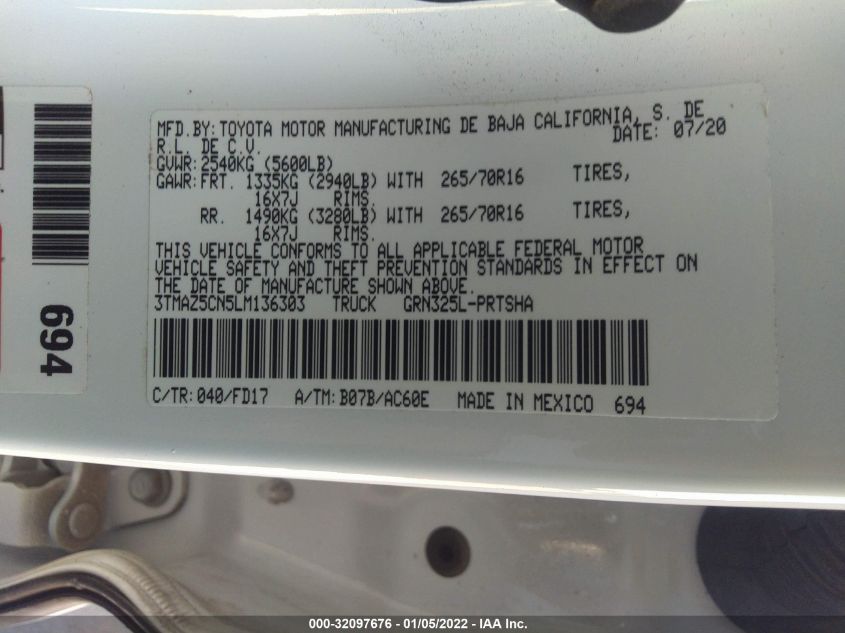 MFD.BY: TOYOTA MOTOR MANUFACTURING DE BAJA CALIFORNIA, S. DE
R.L. DE C.V. DATE: 07/20
GVWR: 2540KG (5600LB)
GAWR: FRT. 1335KG (2940LB) WITH 265/70R16 TIRES,
16X7J RIMS.
RR. 1490KG (3280LB) WITH 265/70R16 TIRES,
16X7J RIMS.
THIS VEHICLE CONFORMS TO ALL APPLICABLE FEDERAL MOTOR
VEHICLE SAFETY AND THEFT PREVENTION STANDARDS IN EFFECT ON
THE DATE OF MANUFACTURE SHOWN ABOVE.
3TMAZ5CN5LM136303 TRUCK GRN325L-PRTSHA
C/TR: 040/FD17 A/TM: B07B/AC60E MADE IN MEXICO 694
694
000-32097676 - 01/05/2022 - IAA Inc.